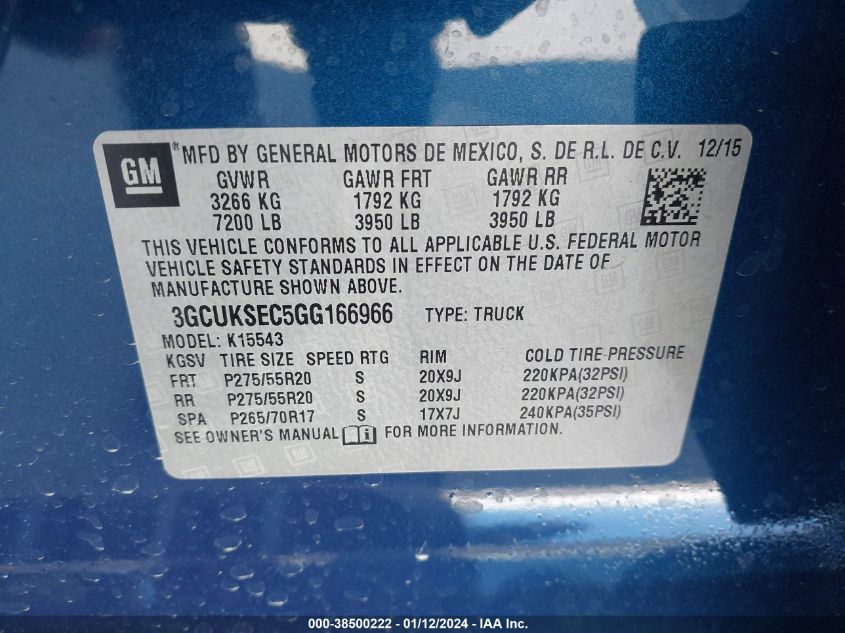 GM ® MFD BY GENERAL MOTORS DE MEXICO, S. DE R.L. DE C.V. 12/15
GVWR GAWR FRT GAWR RR
3266 KG 1792 KG 1792 KG
7200 LB 3950 LB 3950 LB
THIS VEHICLE CONFORMS TO ALL APPLICABLE U.S. FEDERAL MOTOR
VEHICLE SAFETY STANDARDS IN EFFECT ON THE DATE OF
MANUFACTURE SHOWN ABOVE.
3GCUKSEC5GG166966 TYPE: TRUCK
MODEL: K15543
KGSV TIRE SIZE SPEED RTG RIM COLD TIRE PRESSURE
FRT P275/55R20 S 20X9J 220KPA(32PSI)
RR P275/55R20 S 20X9J 220KPA(32PSI)
SPA P265/70R17 S 17X7J 240KPA(35PSI)
SEE OWNER'S MANUAL i FOR MORE INFORMATION.
000-38500222 - 01/12/2024 - IAA Inc.